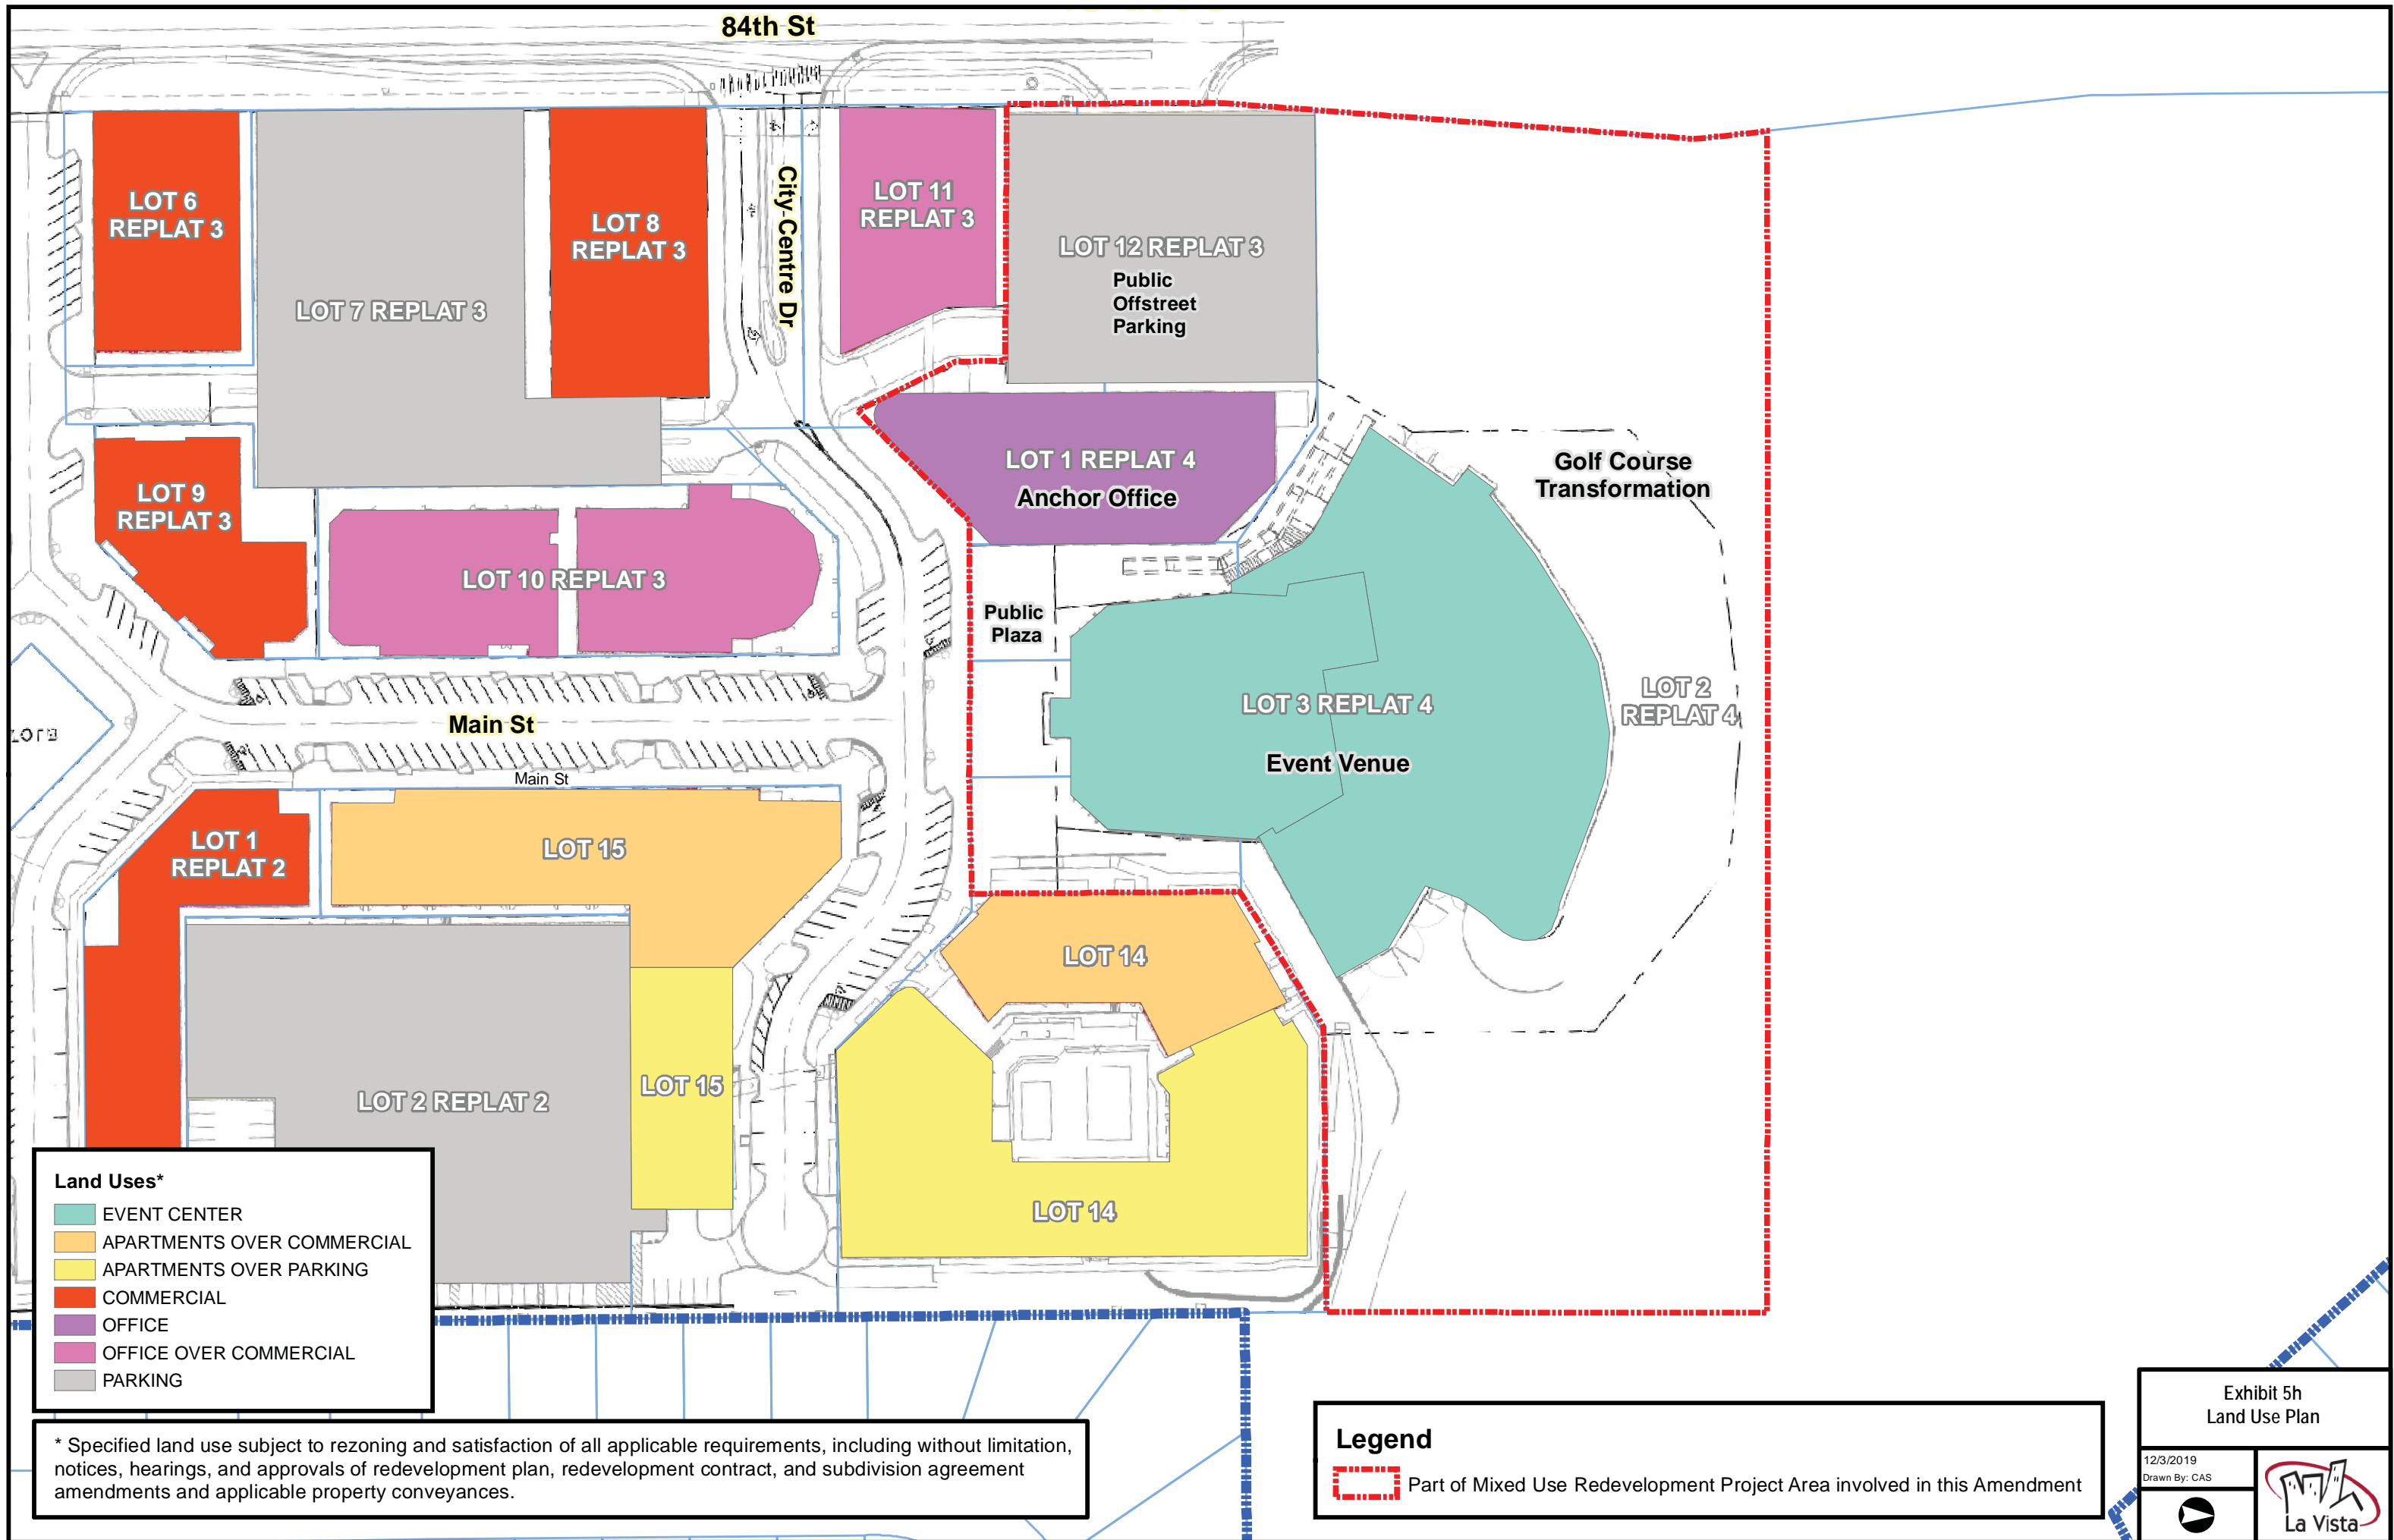 84th St
City Centre Dr
LOT 6
REPLAT 3
LOT 7 REPLAT 3
LOT 8
REPLAT 3
LOT 11
REPLAT 3
LOT 12 REPLAT 3
Public
Offstreet
Parking
LOT 9
REPLAT 3
LOT 10 REPLAT 3
LOT 1 REPLAT 4
Anchor Office
Golf Course
Transformation
Public
Plaza
LOT 3 REPLAT 4
Event Venue
LOT 2
REPLAT 4
Main St
Main St
LOT 1
REPLAT 2
LOT 15
LOT 14
LOT 2 REPLAT 2
LOT 15
LOT 14
Land Uses*
EVENT CENTER
APARTMENTS OVER COMMERCIAL
APARTMENTS OVER PARKING
COMMERCIAL
OFFICE
OFFICE OVER COMMERCIAL
PARKING
* Specified land use subject to rezoning and satisfaction of all applicable requirements, including without limitation,
notices, hearings, and approvals of redevelopment plan, redevelopment contract, and subdivision agreement
amendments and applicable property conveyances.
Legend
Part of Mixed Use Redevelopment Project Area involved in this Amendment
Exhibit 5h
Land Use Plan
12/3/2019
Drawn By: CAS
La Vista